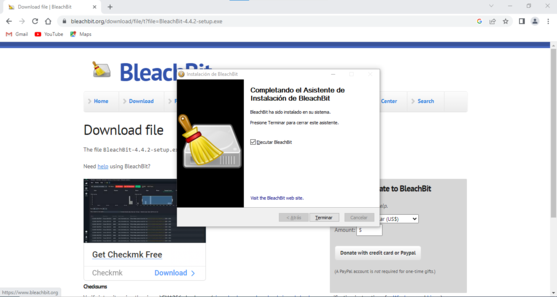 Download file | BleachBit
bleachbit.org/download/file/t?file=BleachBit-4.4.2-setup.exe
Gmail
YouTube
Maps
BleachBit
Home
Download
Center
Search
Download file
The file BleachBit-4.4.2-setup.e
Need help using BleachBit?
Get Checkmk Free
Checkmk
Download
Checksums
Instalación de BleachBit
Completando el Asistente de
Instalación de BleachBit
BleachBit ha sido instalado en su sistema.
Presione Terminar para cerrar este asistente.
Ejecutar BleachBit
Visit the BleachBit web site.
< Atrás
Terminar
Cancelar
ate to BleachBit
ar (US$)
Amount: $
Donate with credit card or Paypal
(A PayPal account is not required for one-time gifts.)
https://www.bleachbit.org